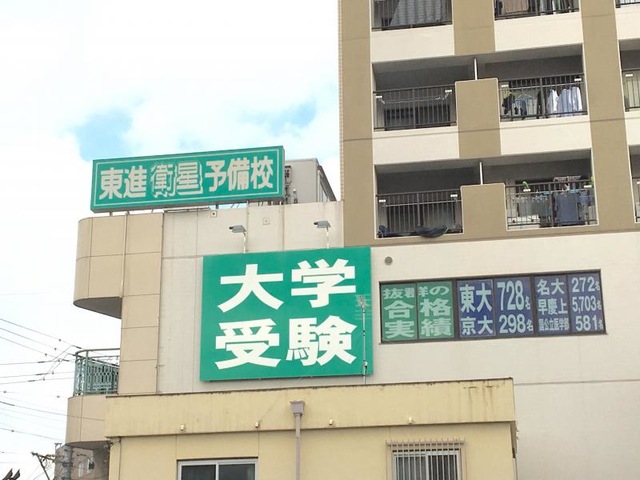 東進衛星予備校
大学
受験
抜群の
合格
実績
東大 728名
京大 298名
名大 272名
早慶上 5,703名
国公立医学部 581名